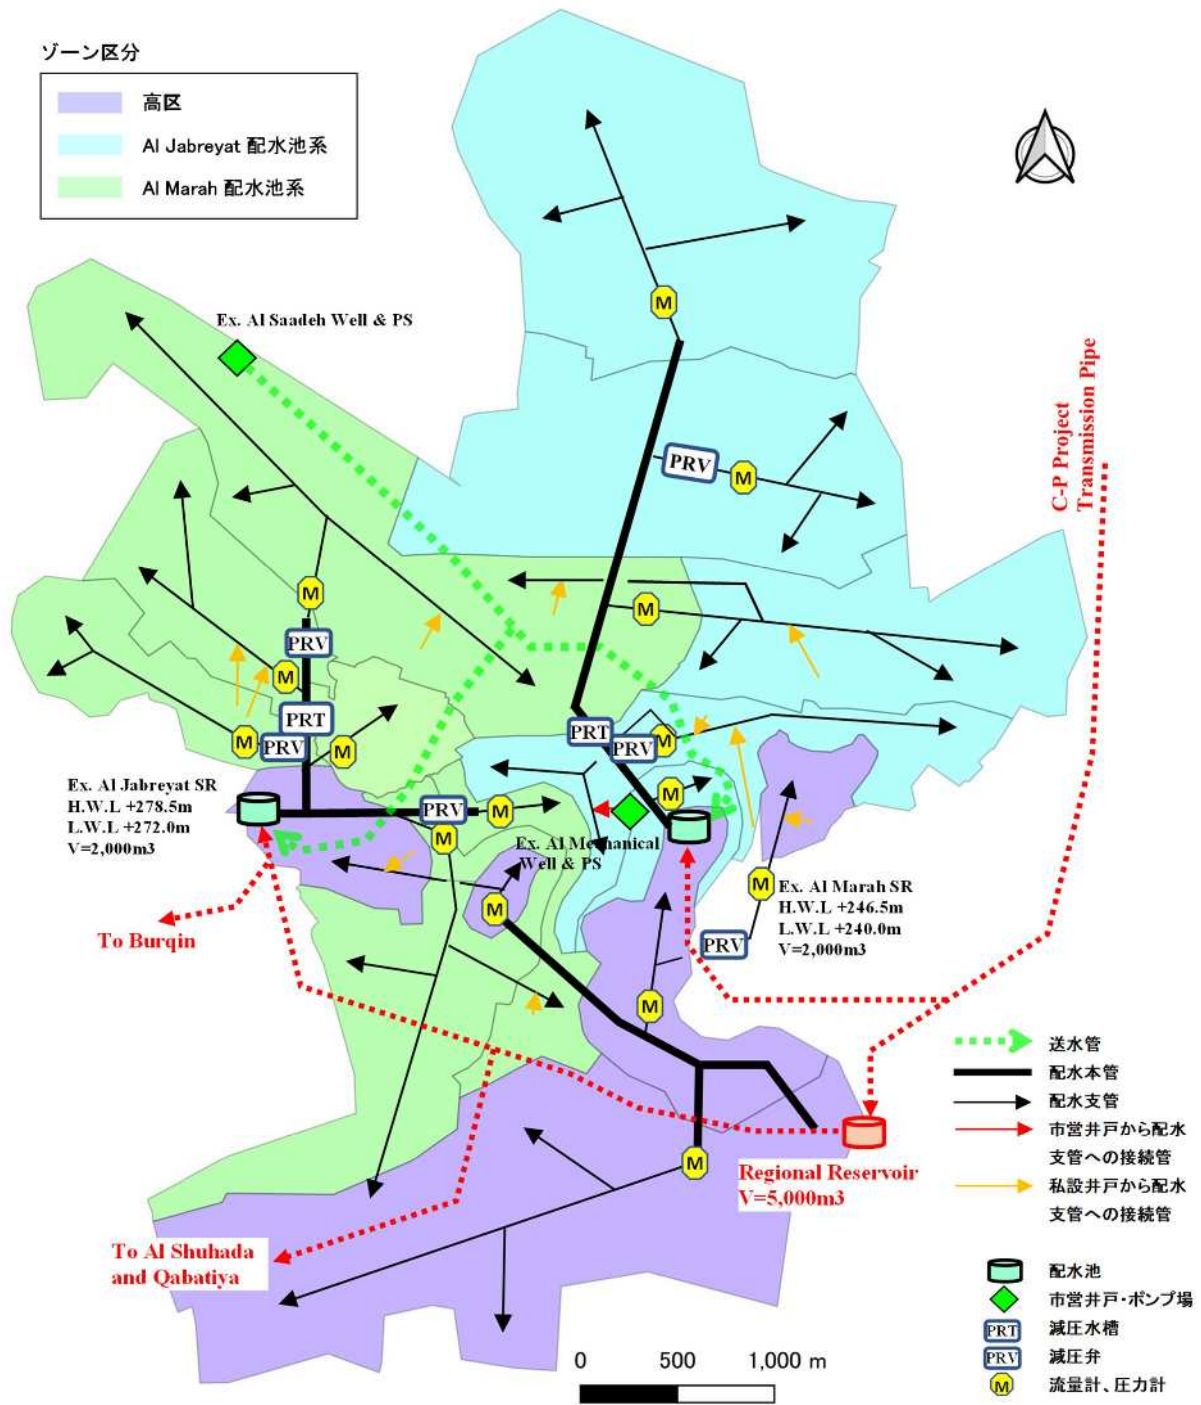 ゾーン区分
高区
Al Jabreyat 配水池系
Al Marah 配水池系
Ex. Al Saadeh Well & PS
C-P Project
Transmission Pipe
M
PRV
M
M
M
PRV
M
PRT
PRV
M
M
PRT
PRV
M
M
Ex. Al Jabreyat SR
H.W.L +278.5m
L.W.L +272.0m
V=2,000m3
PRV
M
M
Ex. Al Mechanical
Well & PS
M
M
Ex. Al Marah SR
H.W.L +246.5m
L.W.L +240.0m
V=2,000m3
PRV
To Burqin
M
M
Regional Reservoir
V=5,000m3
To Al Shuhada
and Qabatiya
送水管
配水本管
配水支管
市営井戸から配水
支管への接続管
私設井戸から配水
支管への接続管
配水池
市営井戸・ポンプ場
PRT
減圧水槽
PRV
減圧弁
M
流量計、圧力計
0 500 1,000 m